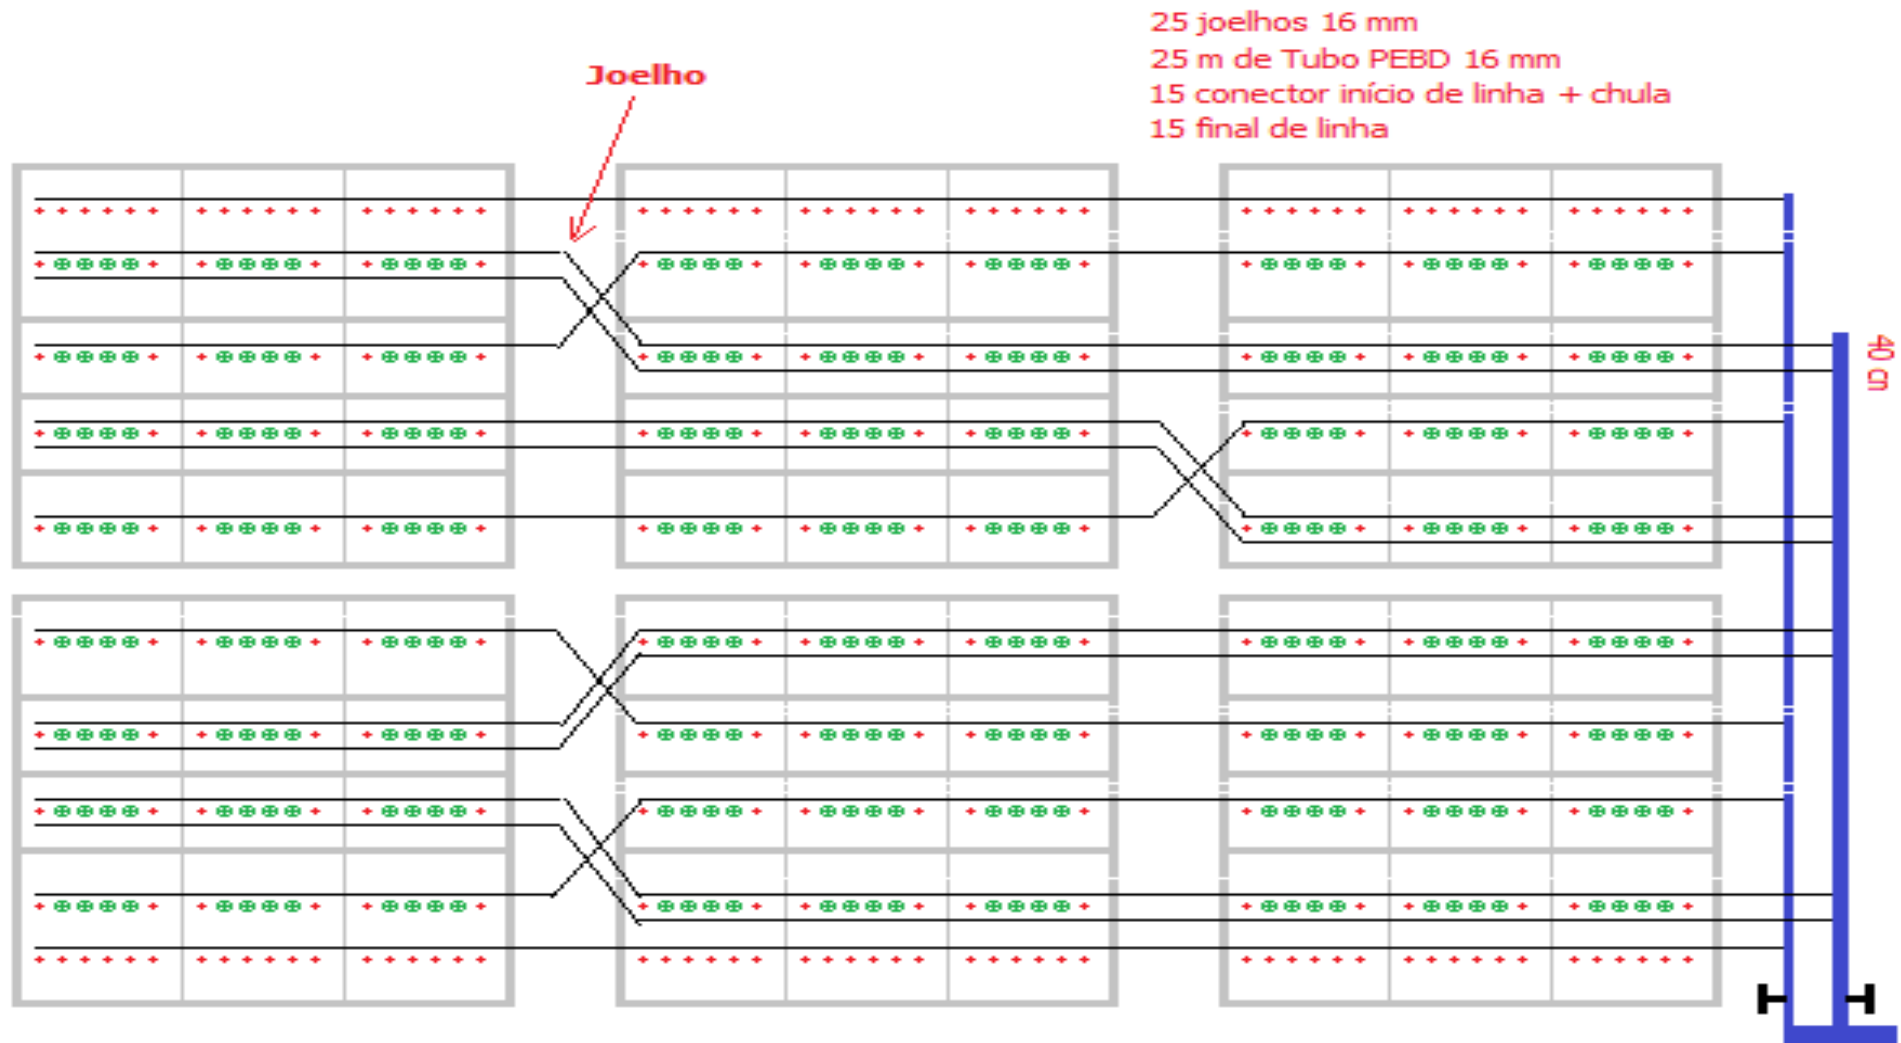 25 joelhos 16 mm
25 m de Tubo PEBD 16 mm
15 conector início de linha + chula
15 final de linha
Joelho
40 cn